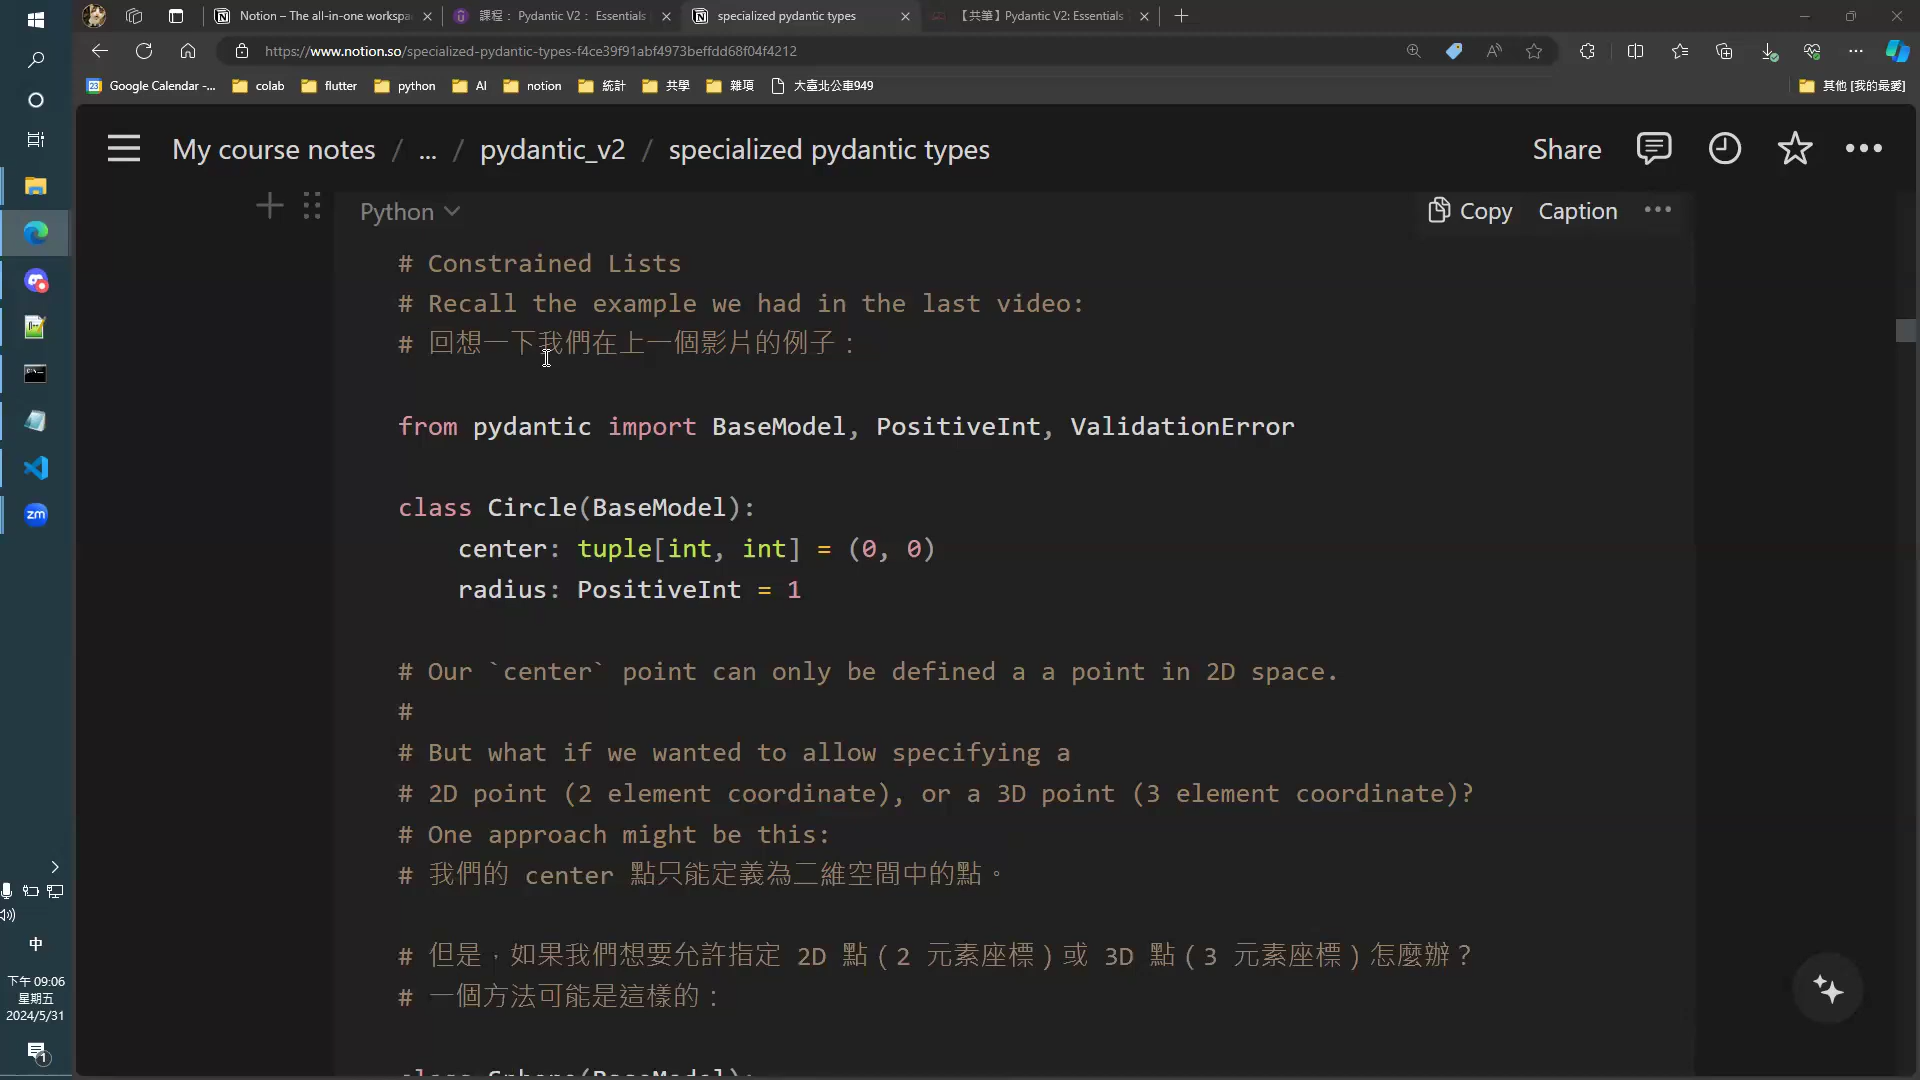 Notion – The all-in-one workspa
課程： Pydantic V2： Essentials
specialized pydantic types
【共筆】Pydantic V2: Essentials
https://www.notion.so/specialized-pydantic-types-f4ce39f91abf4973beffdd68f04f4212
Google Calendar -...
colab
flutter
python
AI
notion
統計
共學
雜項
大臺北公車949
其他 [我的最愛]
My course notes / ... / pydantic_v2 / specialized pydantic types
Share
Python
Copy
Caption
# Constrained Lists
# Recall the example we had in the last video:
# 回想一下我們在上一個影片的例子：
from pydantic import BaseModel, PositiveInt, ValidationError
class Circle(BaseModel):
center: tuple[int, int] = (0, 0)
radius: PositiveInt = 1
# Our `center` point can only be defined a a point in 2D space.
#
# But what if we wanted to allow specifying a
# 2D point (2 element coordinate), or a 3D point (3 element coordinate)?
# One approach might be this:
# 我們的 center 點只能定義為二維空間中的點。
# 但是，如果我們想要允許指定 2D 點（2 元素座標）或 3D 點（3 元素座標）怎麼辦？
# 一個方法可能是這樣的：
class Sphere(BaseModel):
zm
中
下午 09:06
星期五
2024/5/31
1